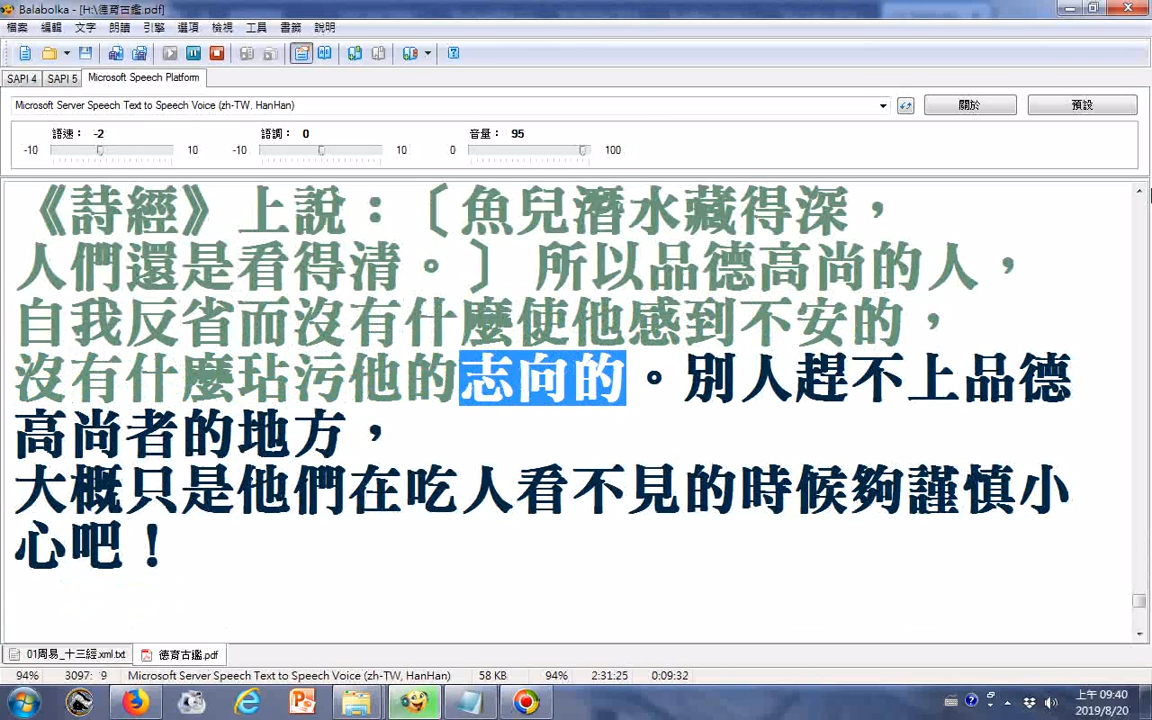 Balabolka - [H:\德育古鑑.pdf]
檔案 編輯 文字 朗讀 引擎 選項 檢視 工具 書籤 說明
SAPI 4 SAPI 5 Microsoft Speech Platform
Microsoft Server Speech Text to Speech Voice (zh-TW, HanHan) 關於 預設
語速： -2 語調： 0 音量： 95
-10 10 -10 10 0 100
《詩經》上說：〔魚兒潛水藏得深，
人們還是看得清。〕 所以品德高尚的人，
自我反省而沒有什麼使他感到不安的，
沒有什麼玷污他的志向的。別人趕不上品德
高尚者的地方，
大概只是他們在吃人看不見的時候夠謹慎小
心吧！
01周易_十三經.xml.txt 德育古鑑.pdf
94% 3097: 9 Microsoft Server Speech Text to Speech Voice (zh-TW, HanHan) 58 KB 94% 2:31:25 0:09:32
上午 09:40
2019/8/20